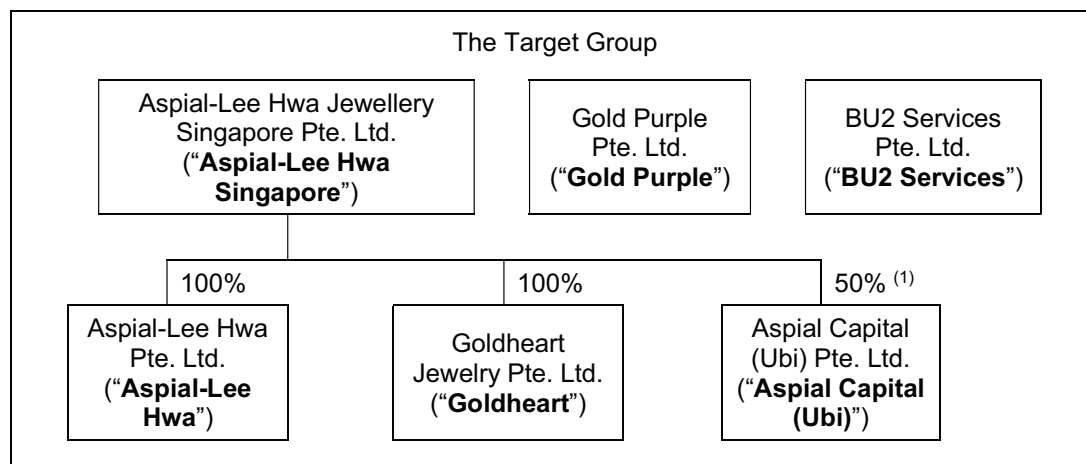 The Target Group
Aspial-Lee Hwa Jewellery
Singapore Pte. Ltd.
(“Aspial-Lee Hwa
Singapore”)
Gold Purple
Pte. Ltd.
(“Gold Purple”)
BU2 Services
Pte. Ltd.
(“BU2 Services”)
100%
100%
50% (1)
Aspial-Lee Hwa
Pte. Ltd.
(“Aspial-Lee
Hwa”)
Goldheart
Jewelry Pte. Ltd.
(“Goldheart”)
Aspial Capital
(Ubi) Pte. Ltd.
(“Aspial Capital
(Ubi)”)